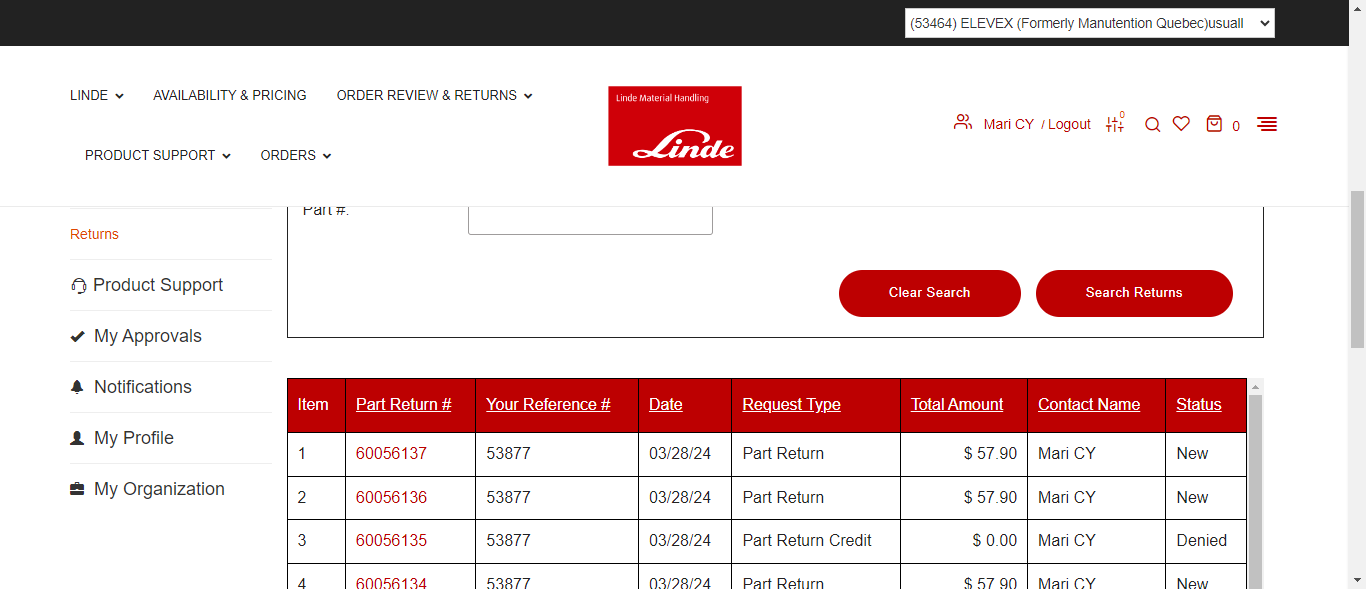 (53464) ELEVEX (Formerly Manutention Quebec)usuall
LINDE AVAILABILITY & PRICING ORDER REVIEW & RETURNS
Linde Material Handling
Linde
Mari CY / Logout 0 0
PRODUCT SUPPORT ORDERS
Part #:
Returns
Product Support
Clear Search Search Returns
My Approvals
Notifications
My Profile
My Organization
Item Part Return # Your Reference # Date Request Type Total Amount Contact Name Status
1 60056137 53877 03/28/24 Part Return $ 57.90 Mari CY New
2 60056136 53877 03/28/24 Part Return $ 57.90 Mari CY New
3 60056135 53877 03/28/24 Part Return Credit $ 0.00 Mari CY Denied
4 60056134 53877 03/28/24 Part Return $ 57.90 Mari CY New